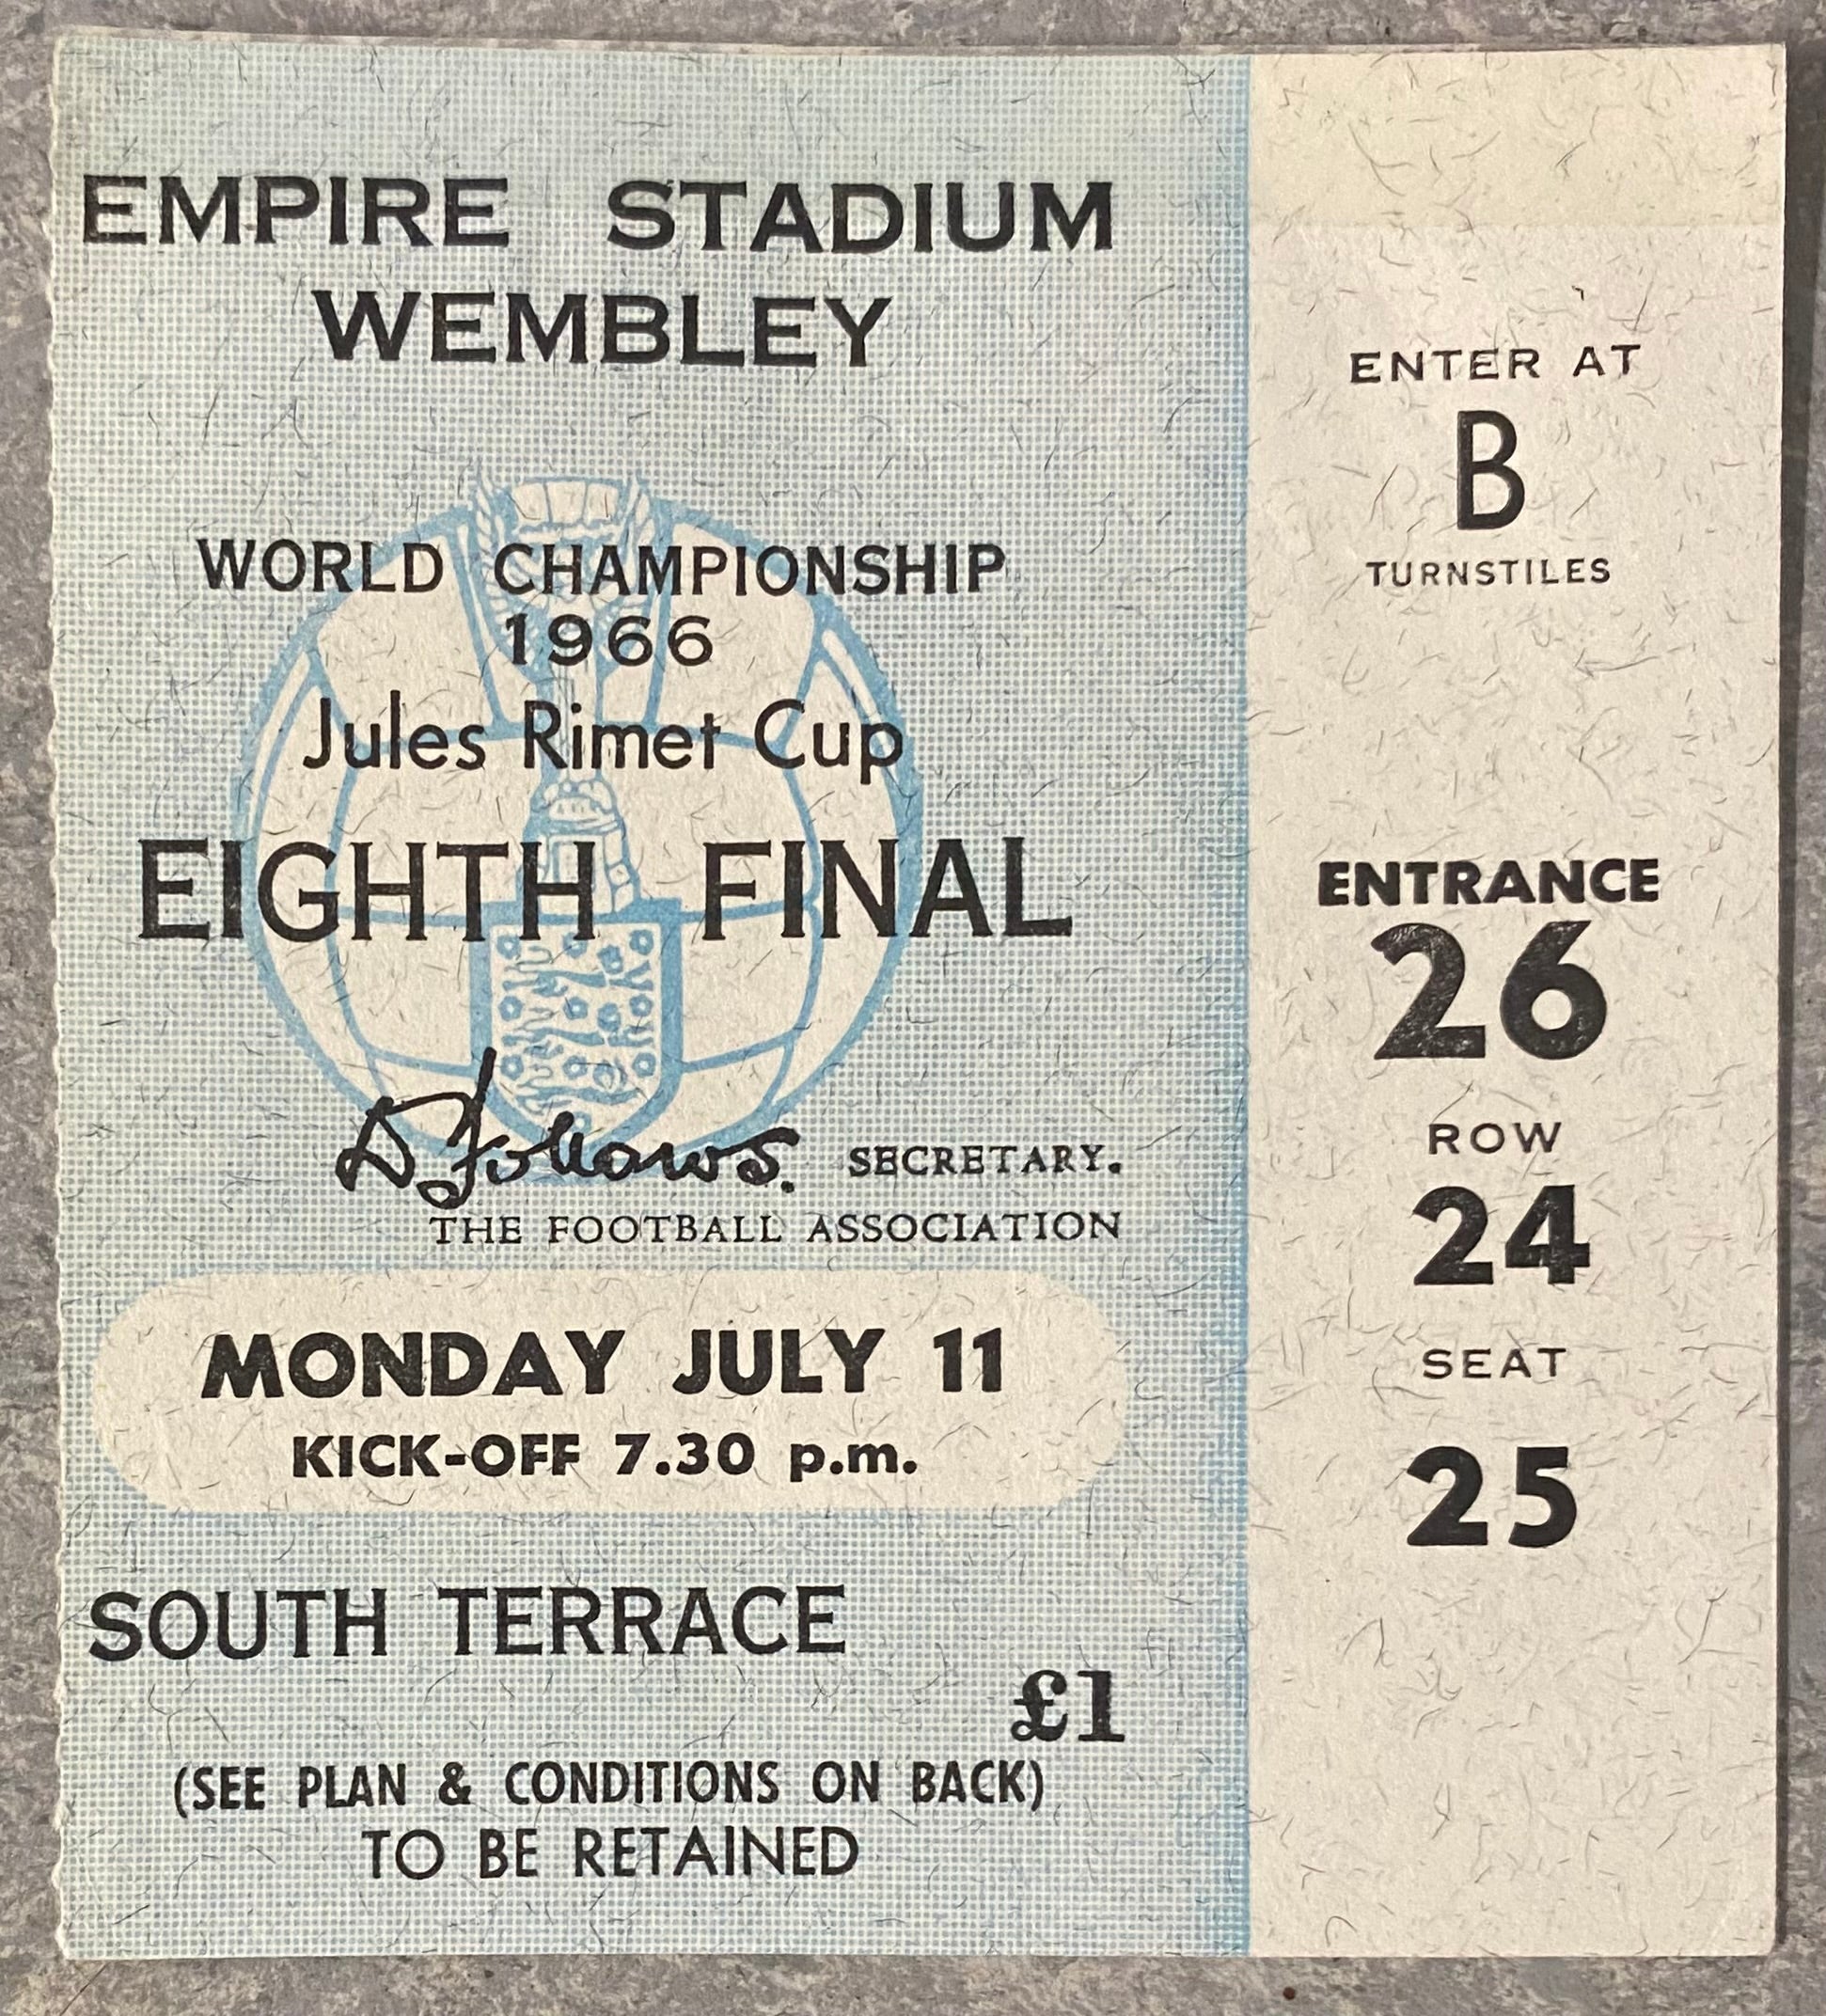 EMPIRE STADIUM
WEMBLEY
WORLD CHAMPIONSHIP
1966
Jules Rimet Cup
EIGHTH FINAL
D Follows. SECRETARY.
THE FOOTBALL ASSOCIATION
MONDAY JULY 11
KICK-OFF 7.30 p.m.
SOUTH TERRACE
£1
(SEE PLAN & CONDITIONS ON BACK)
TO BE RETAINED
ENTER AT
B
TURNSTILES
ENTRANCE
26
ROW
24
SEAT
25